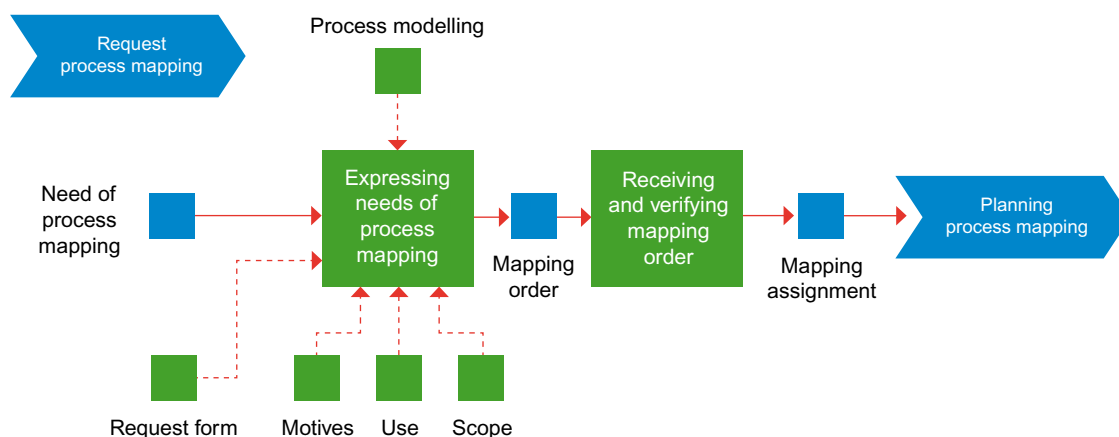 Process modelling
Request
process mapping
Need of
process
mapping
Expressing
needs of
process
mapping
Mapping
order
Receiving
and verifying
mapping
order
Mapping
assignment
Planning
process mapping
Request form
Motives
Use
Scope